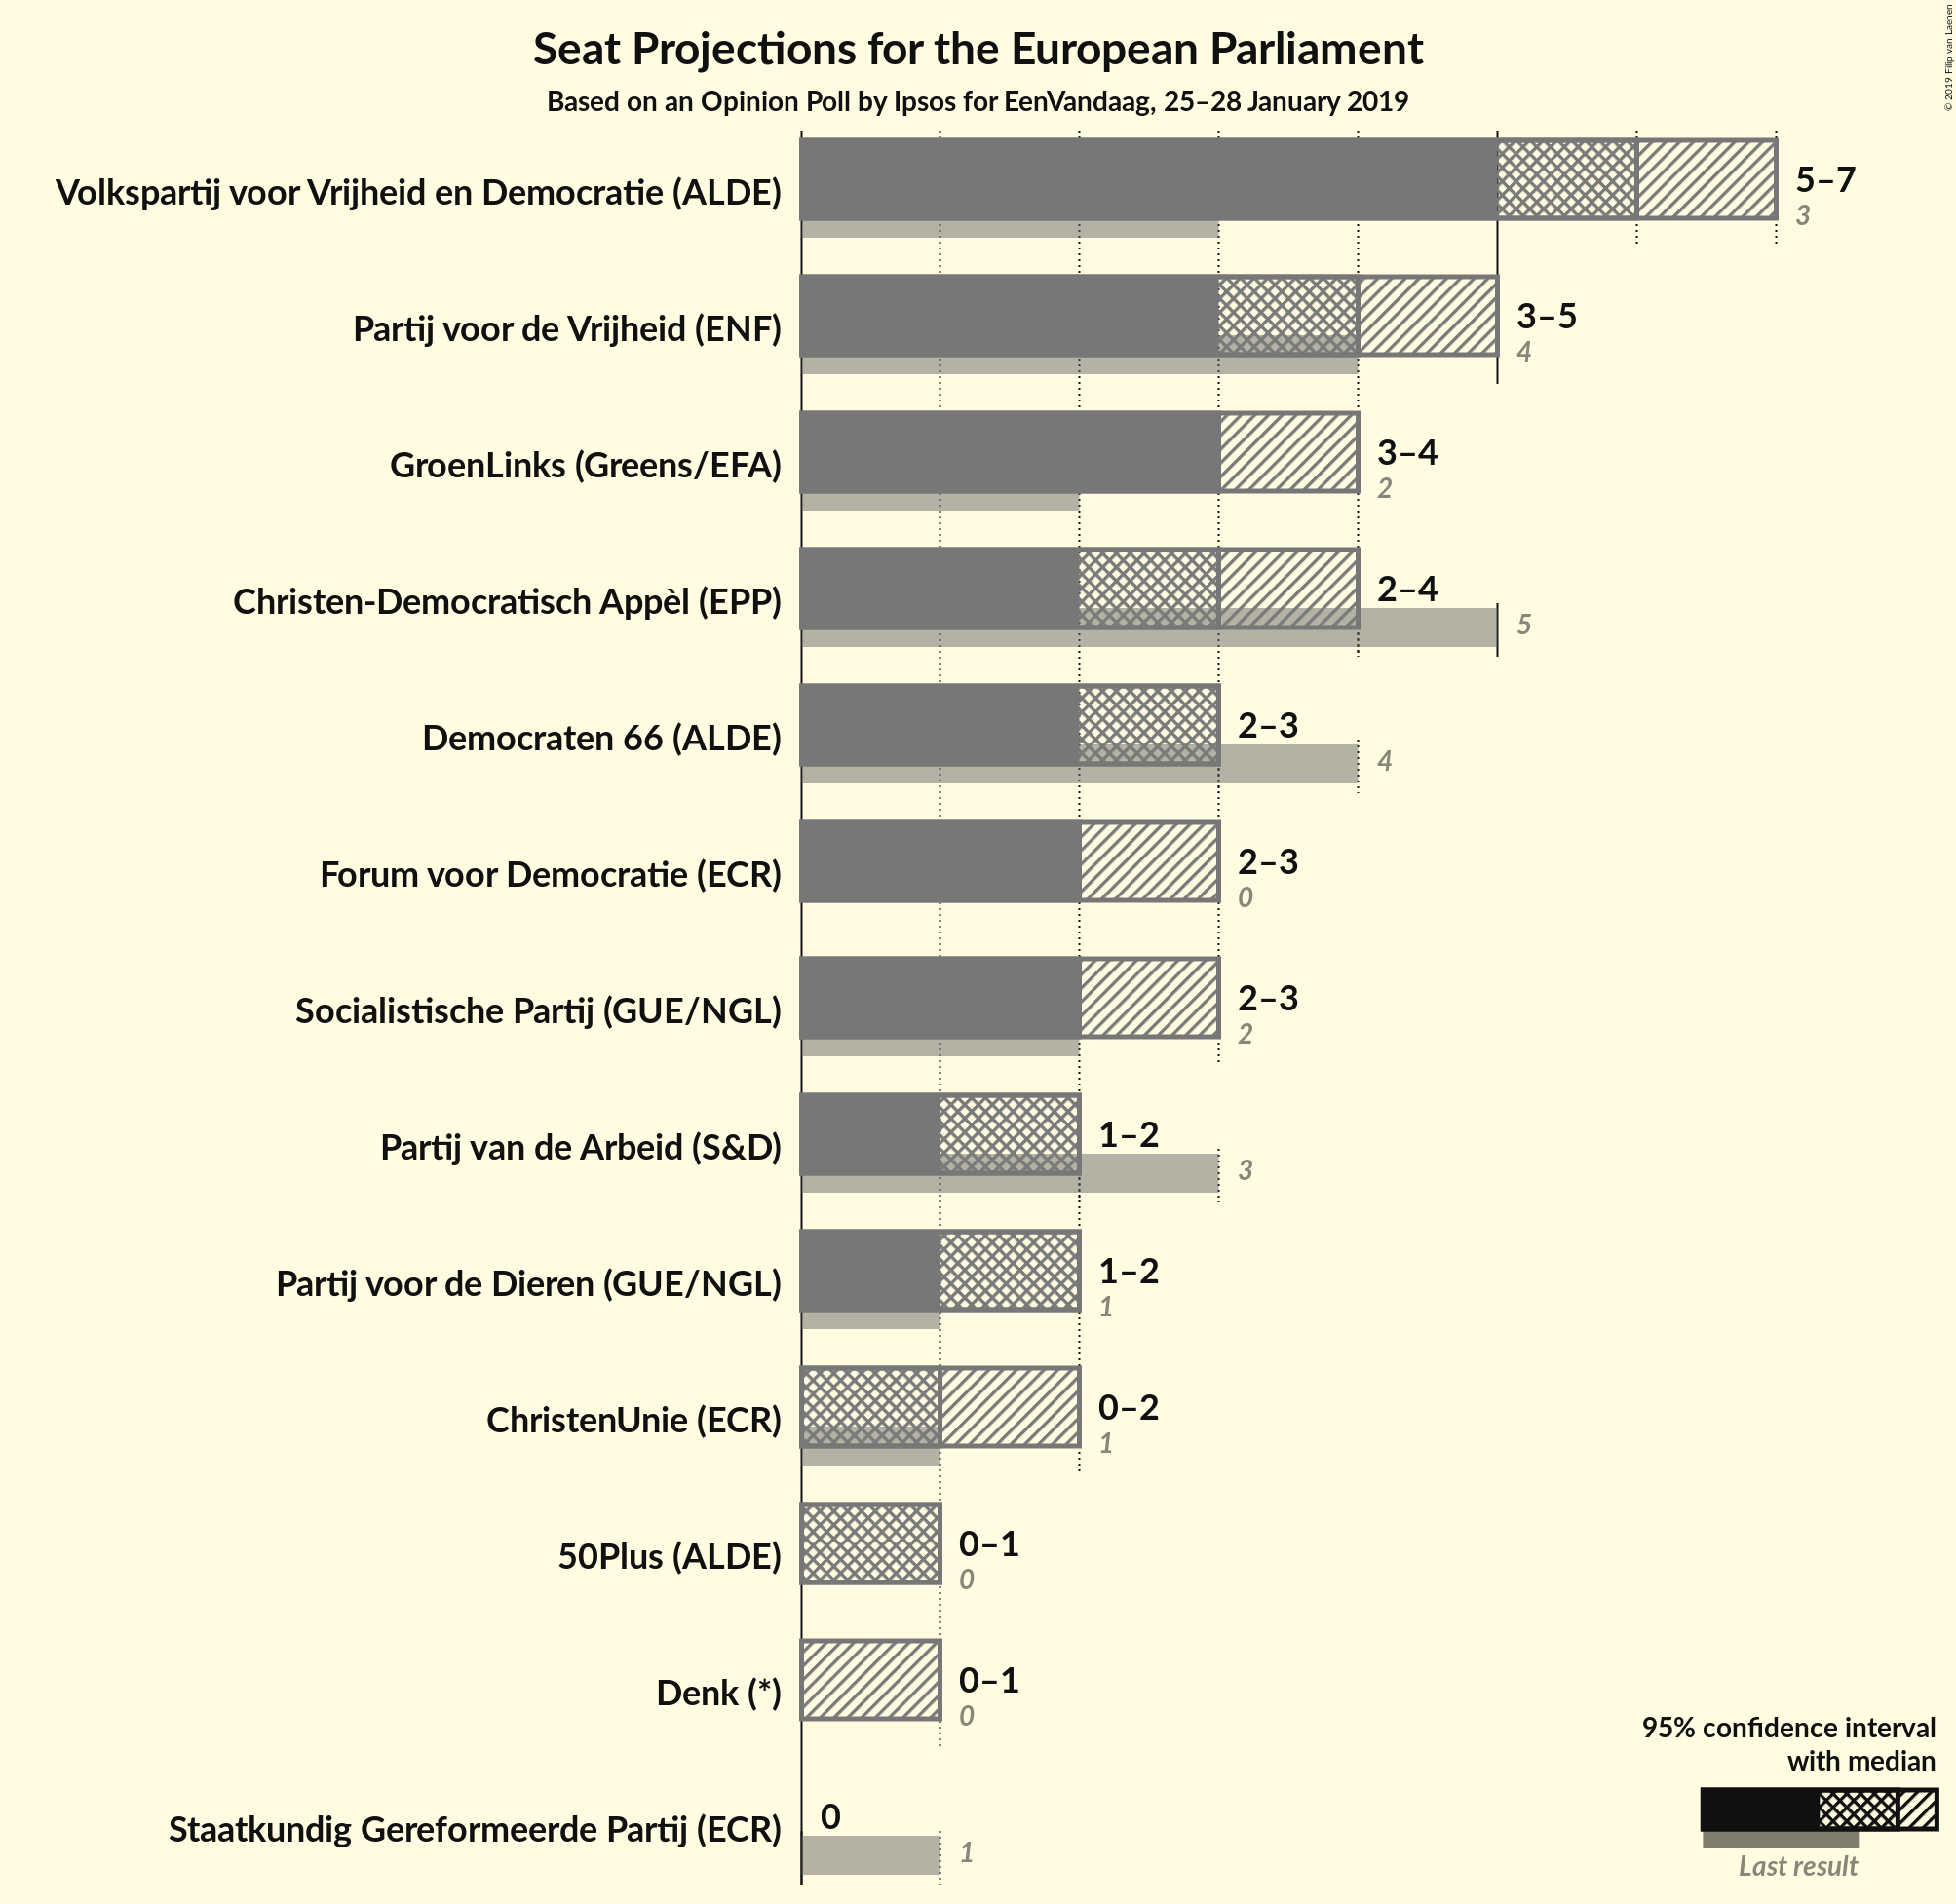 Seat Projections for the European Parliament
Based on an Opinion Poll by Ipsos for EenVandaag, 25–28 January 2019
© 2019 Filip van Laenen
Volkspartij voor Vrijheid en Democratie (ALDE)
5–7
3
Partij voor de Vrijheid (ENF)
3–5
4
GroenLinks (Greens/EFA)
3–4
2
Christen-Democratisch Appèl (EPP)
2–4
5
Democraten 66 (ALDE)
2–3
4
Forum voor Democratie (ECR)
2–3
0
Socialistische Partij (GUE/NGL)
2–3
2
Partij van de Arbeid (S&D)
1–2
3
Partij voor de Dieren (GUE/NGL)
1–2
1
ChristenUnie (ECR)
0–2
1
50Plus (ALDE)
0–1
0
Denk (*)
0–1
0
Staatkundig Gereformeerde Partij (ECR)
0
1
95% confidence interval
with median
Last result